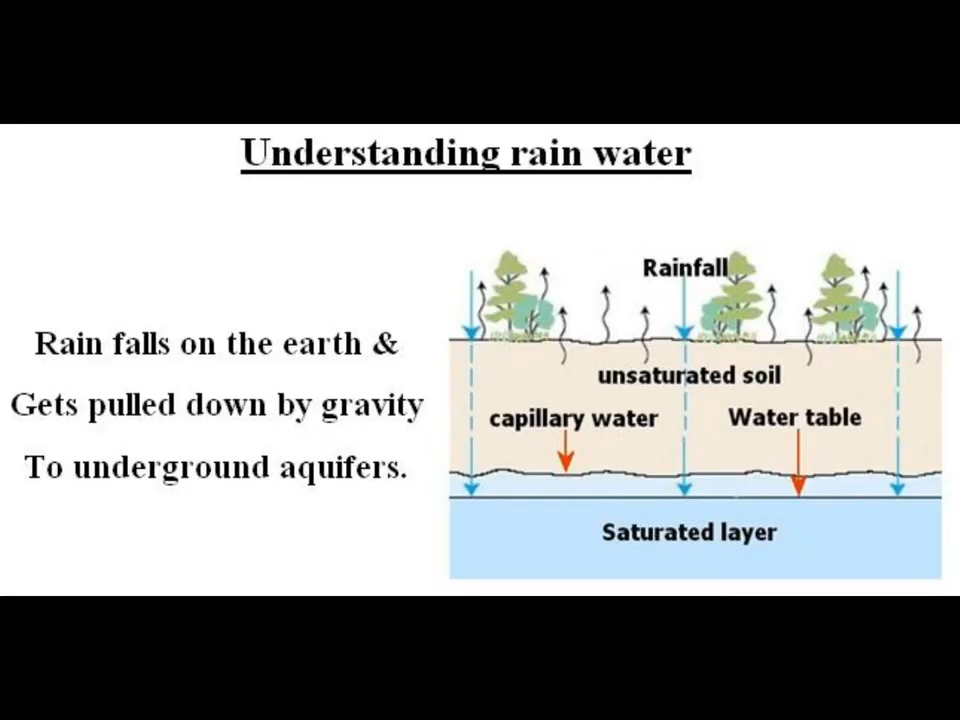 Understanding rain water
Rain falls on the earth &
Gets pulled down by gravity
To underground aquifers.
Rainfall
unsaturated soil
capillary water
Water table
Saturated layer